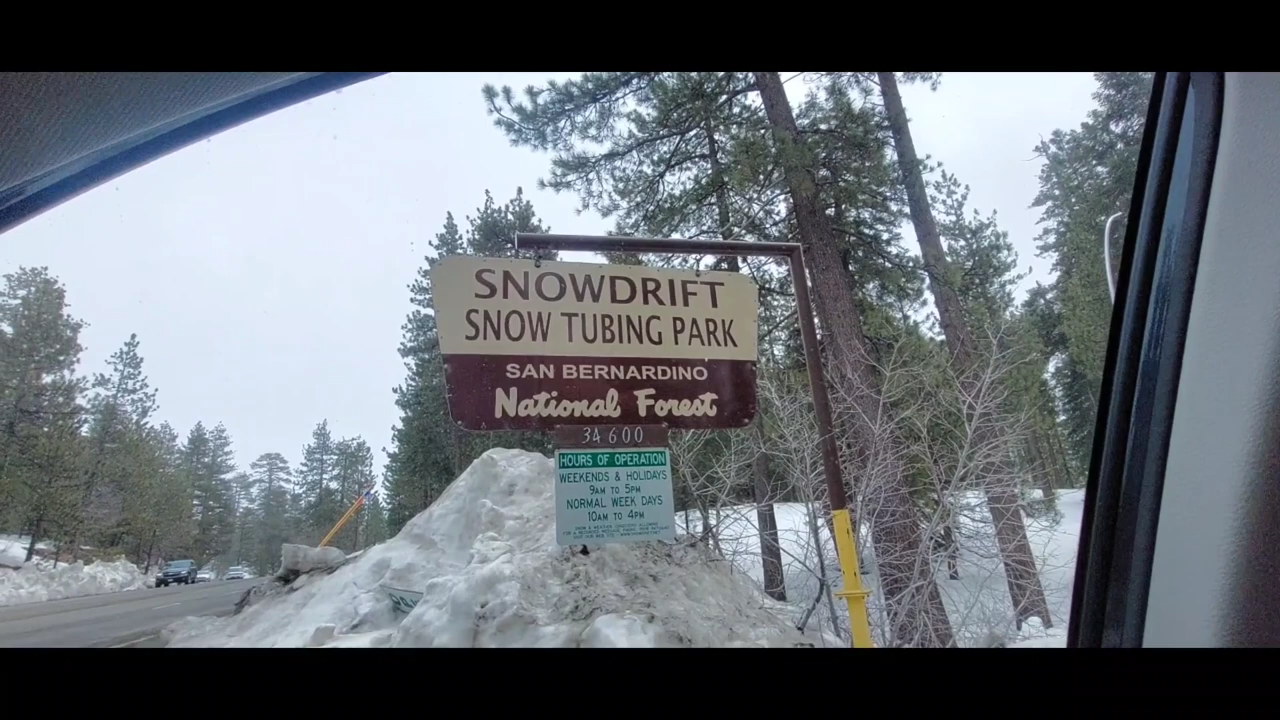 SNOWDRIFT
SNOW TUBING PARK
SAN BERNARDINO
National Forest
34600
HOURS OF OPERATION
WEEKENDS & HOLIDAYS
9AM TO 5PM
NORMAL WEEK DAYS
10AM TO 4PM